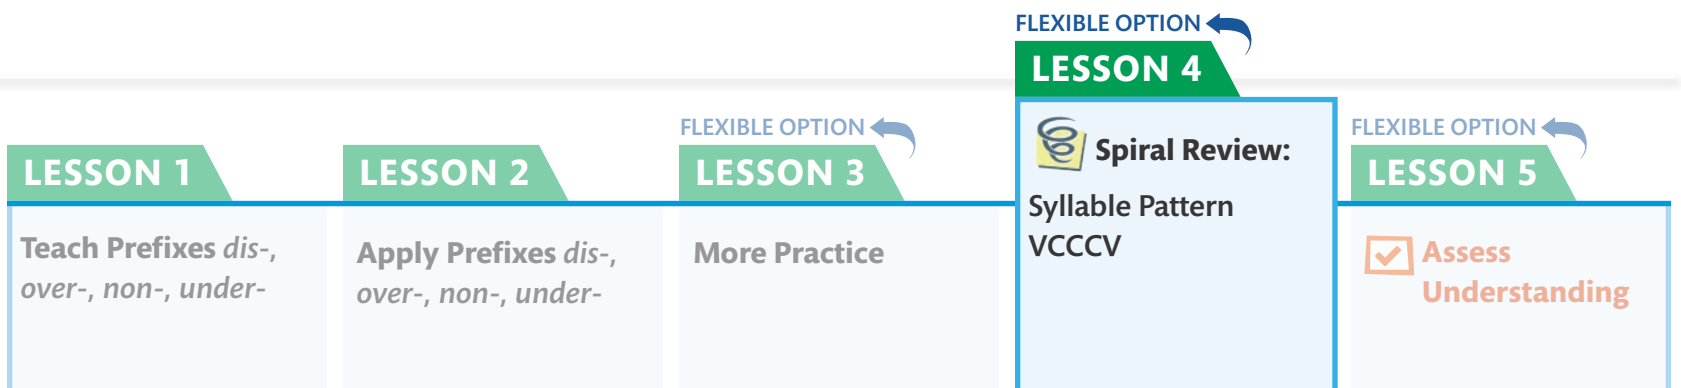 LESSON 1
Teach Prefixes dis-,
over-, non-, under-
LESSON 2
Apply Prefixes dis-,
over-, non-, under-
FLEXIBLE OPTION
LESSON 3
More Practice
FLEXIBLE OPTION
LESSON 4
Spiral Review:
Syllable Pattern
VCCCV
FLEXIBLE OPTION
LESSON 5
Assess
Understanding